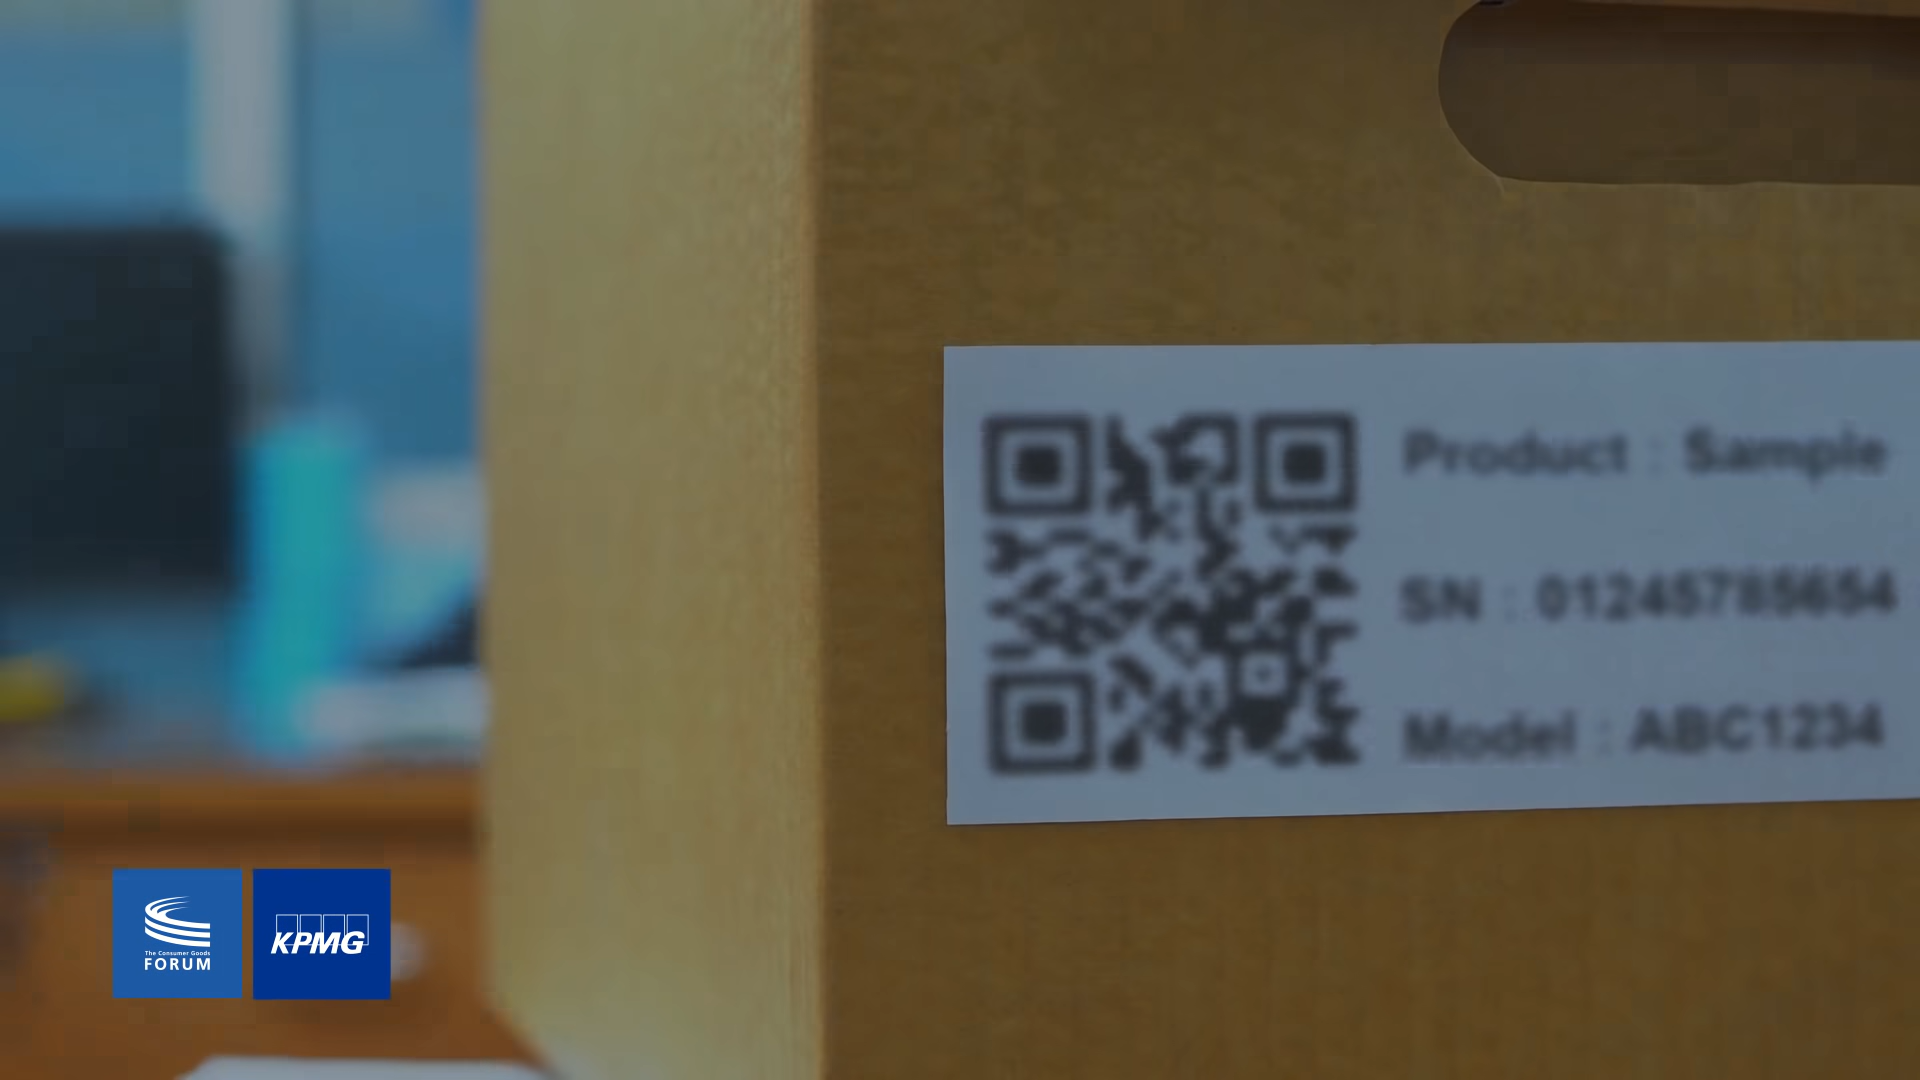 Product : Sample
SN : 01245785654
Model : ABC1234
The Consumer Goods
FORUM
KPMG